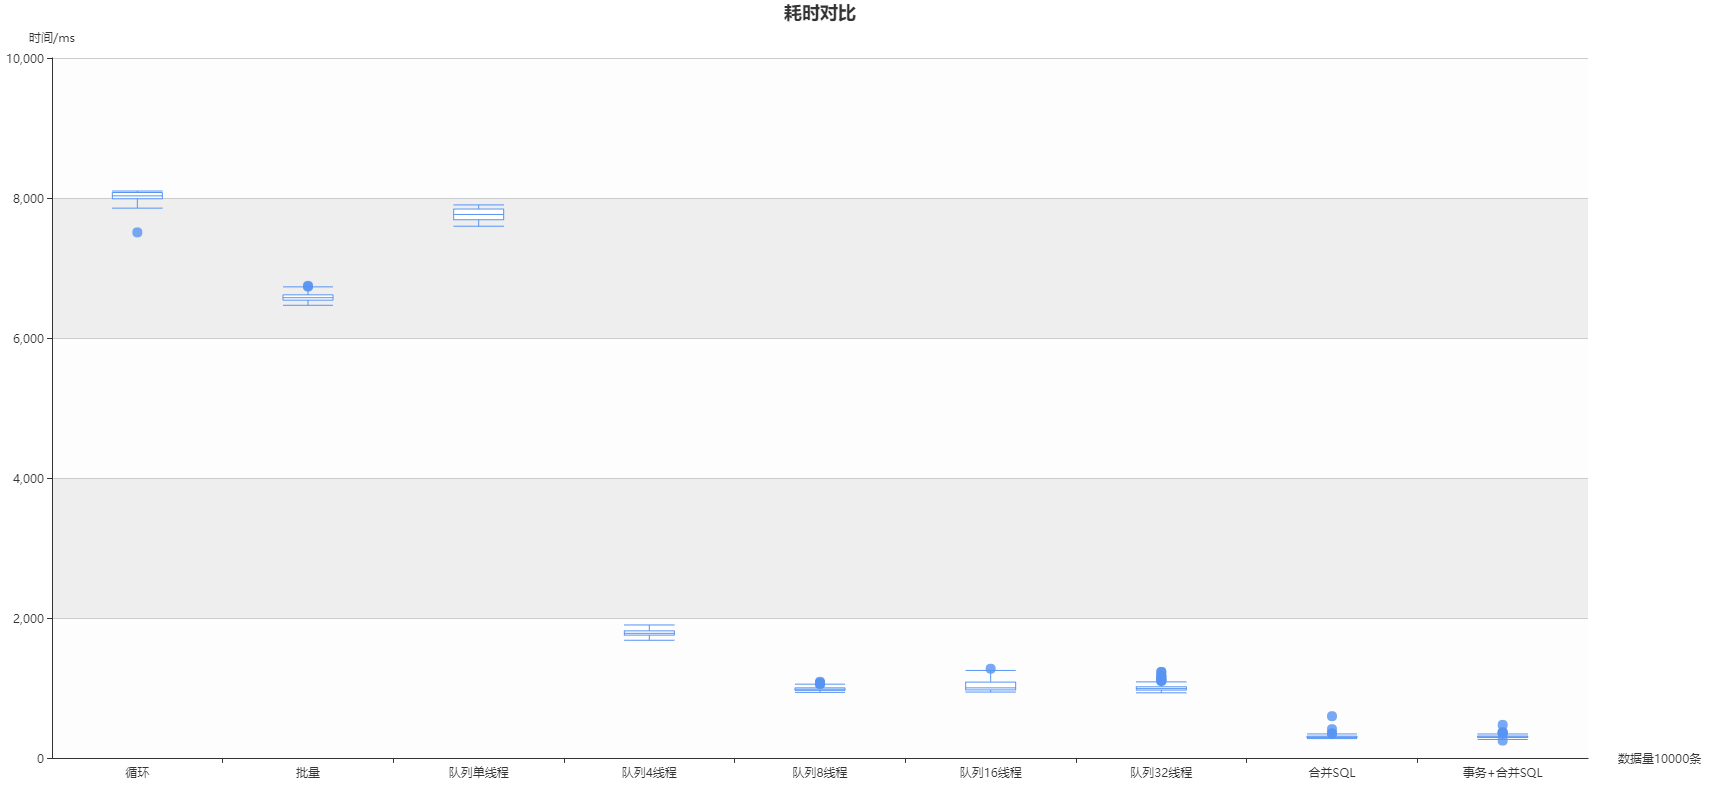 耗时对比
时间/ms
10,000
8,000
6,000
4,000
2,000
0
循环
批量
队列单线程
队列4线程
队列8线程
队列16线程
队列32线程
合并SQL
事务+合并SQL
数据量10000条